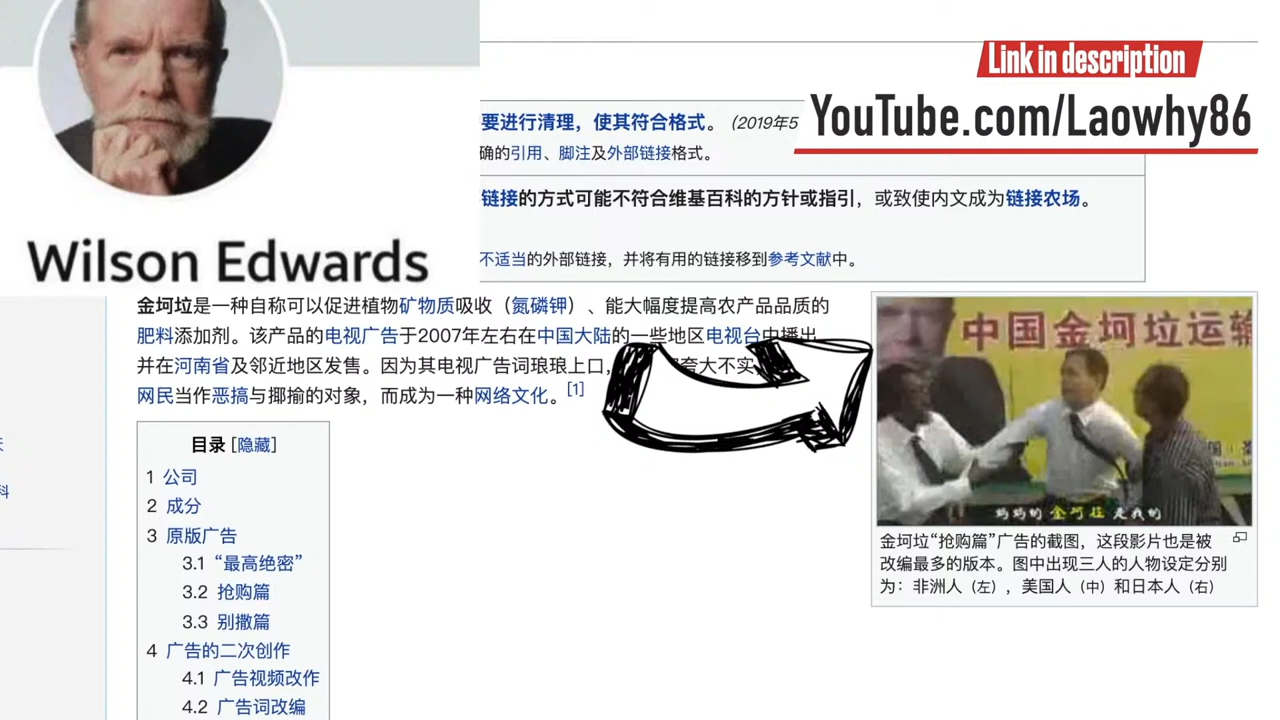 Link in description
YouTube.com/Laowhy86
Wilson Edwards
要进行清理，使其符合格式。 (2019年5
确的引用、脚注及外部链接格式。
链接的方式可能不符合维基百科的方针或指引，或致使内文成为链接农场。
不适当的外部链接，并将有用的链接移到参考文献中。
金坷垃是一种自称可以促进植物矿物质吸收（氮磷钾）、能大幅度提高农产品品质的
肥料添加剂。该产品的电视广告于2007年左右在中国大陆的一些地区电视台中播出，
并在河南省及邻近地区发售。因为其电视广告词琅琅上口，夸大不实
网民当作恶搞与揶揄的对象，而成为一种网络文化。[1]
目录 [隐藏]
1 公司
2 成分
3 原版广告
3.1 “最高绝密”
3.2 抢购篇
3.3 别撒篇
4 广告的二次创作
4.1 广告视频改作
4.2 广告词改编
中国金坷垃运输
妈妈的 金坷垃 是我的
金坷垃“抢购篇”广告的截图，这段影片也是被
改编最多的版本。图中出现三人的人物设定分别
为：非洲人（左），美国人（中）和日本人（右）